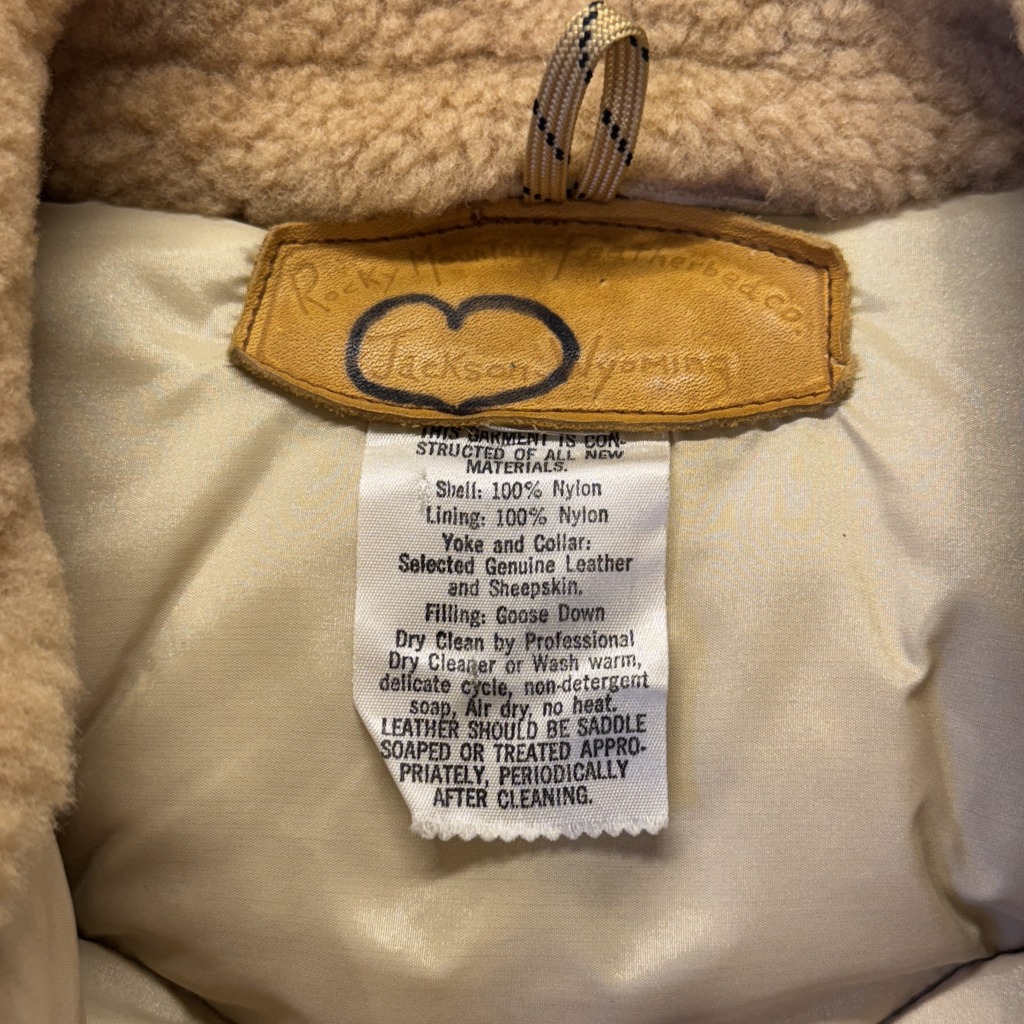 Rocky Mountain Featherbed Co.
Jackson, Wyoming
THIS GARMENT IS CON-
STRUCTED OF ALL NEW
MATERIALS.
Shell: 100% Nylon
Lining: 100% Nylon
Yoke and Collar:
Selected Genuine Leather
and Sheepskin.
Filling: Goose Down
Dry Clean by Professional
Dry Cleaner or Wash warm,
delicate cycle, non-detergent
soap, Air dry, no heat.
LEATHER SHOULD BE SADDLE
SOAPED OR TREATED APPRO-
PRIATELY, PERIODICALLY
AFTER CLEANING.